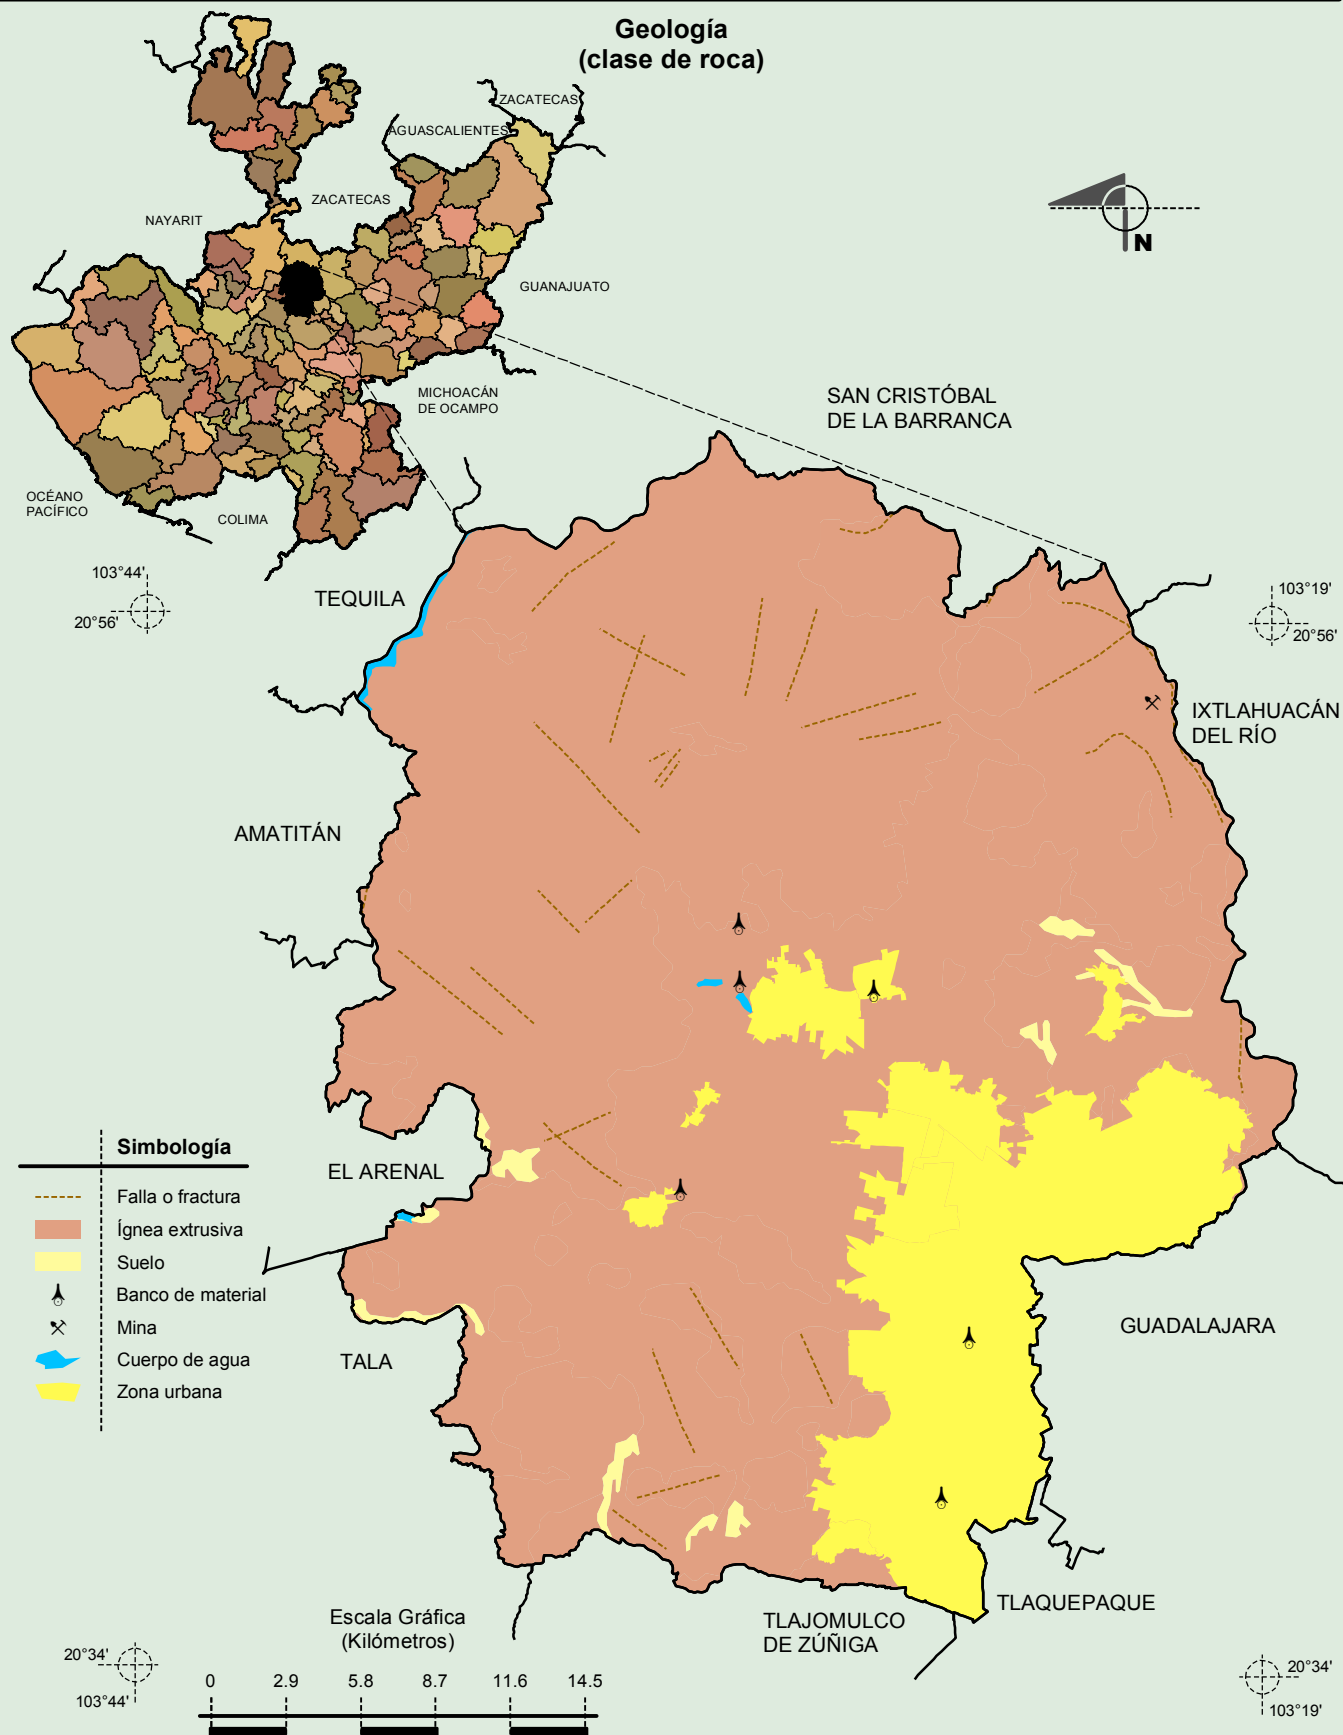 Geología
(clase de roca)
ZACATECAS
AGUASCALIENTES
ZACATECAS
NAYARIT
N
GUANAJUATO
MICHOACÁN
DE OCAMPO
SAN CRISTÓBAL
DE LA BARRANCA
OCÉANO
PACÍFICO
COLIMA
103°44'
20°56'
TEQUILA
103°19'
20°56'
IXTLAHUACÁN
DEL RÍO
AMATITÁN
Simbología
Falla o fractura
Ígnea extrusiva
Suelo
Banco de material
Mina
Cuerpo de agua
Zona urbana
EL ARENAL
TALA
GUADALAJARA
TLAQUEPAQUE
TLAJOMULCO
DE ZÚÑIGA
Escala Gráfica
(Kilómetros)
0 2.9 5.8 8.7 11.6 14.5
20°34'
103°44'
20°34'
103°19'